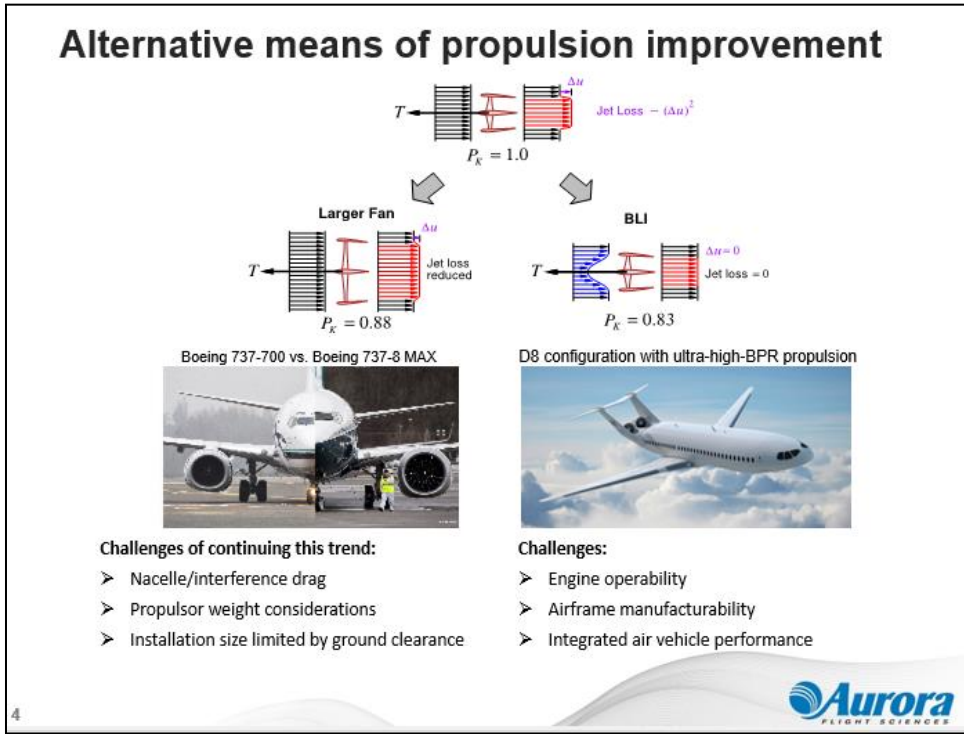 Alternative means of propulsion improvement
Δu
T
Jet Loss ~ (Δu)²
P_K = 1.0
Larger Fan
Δu
T
Jet loss
reduced
P_K = 0.88
BLI
Δu = 0
T
Jet loss = 0
P_K = 0.83
Boeing 737-700 vs. Boeing 737-8 MAX
D8 configuration with ultra-high-BPR propulsion
Challenges of continuing this trend:
➢ Nacelle/interference drag
➢ Propulsor weight considerations
➢ Installation size limited by ground clearance
Challenges:
➢ Engine operability
➢ Airframe manufacturability
➢ Integrated air vehicle performance
4
Aurora
FLIGHT SCIENCES